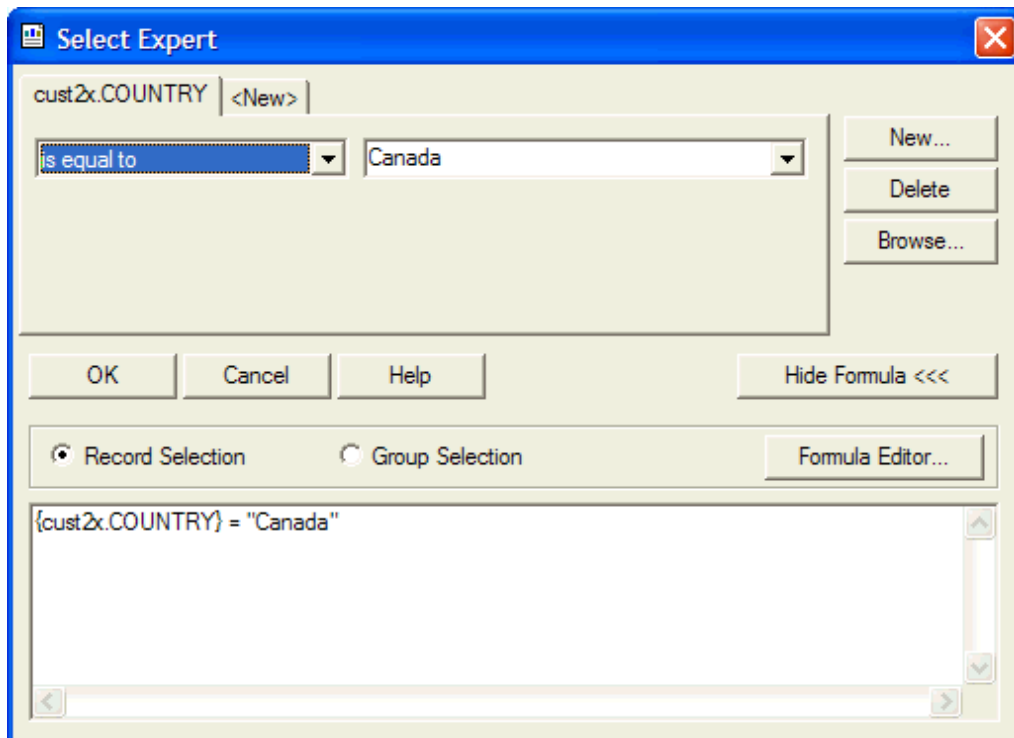 Select Expert
cust2x.COUNTRY <New>
is equal to Canada
New...
Delete
Browse...
OK Cancel Help Hide Formula <<<
Record Selection Group Selection Formula Editor...
{cust2x.COUNTRY} = "Canada"